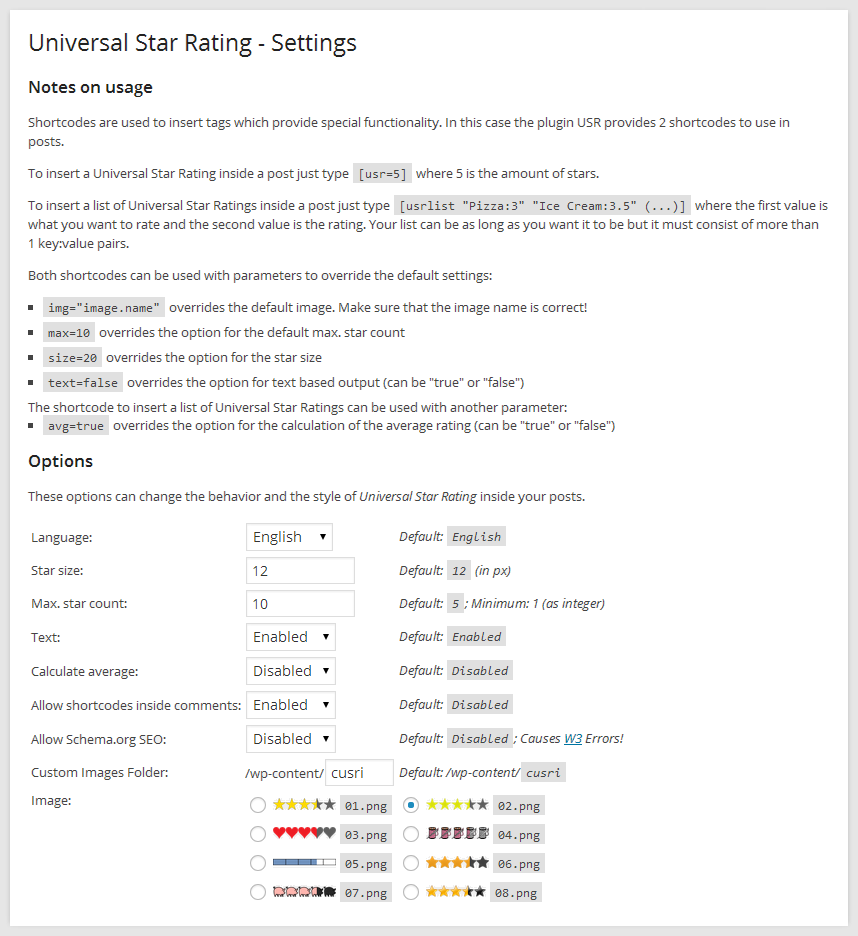 Universal Star Rating - Settings
Notes on usage
Shortcodes are used to insert tags which provide special functionality. In this case the plugin USR provides 2 shortcodes to use in
posts.
To insert a Universal Star Rating inside a post just type [usr=5] where 5 is the amount of stars.
To insert a list of Universal Star Ratings inside a post just type [usrlist "Pizza:3" "Ice Cream:3.5" (...)] where the first value is
what you want to rate and the second value is the rating. Your list can be as long as you want it to be but it must consist of more than
1 key:value pairs.
Both shortcodes can be used with parameters to override the default settings:
img="image.name" overrides the default image. Make sure that the image name is correct!
max=10 overrides the option for the default max. star count
size=20 overrides the option for the star size
text=false overrides the option for text based output (can be "true" or "false")
The shortcode to insert a list of Universal Star Ratings can be used with another parameter:
avg=true overrides the option for the calculation of the average rating (can be "true" or "false")
Options
These options can change the behavior and the style of Universal Star Rating inside your posts.
Language: English Default: English
Star size: 12 Default: 12 (in px)
Max. star count: 10 Default: 5 ; Minimum: 1 (as integer)
Text: Enabled Default: Enabled
Calculate average: Disabled Default: Disabled
Allow shortcodes inside comments: Enabled Default: Disabled
Allow Schema.org SEO: Disabled Default: Disabled ; Causes W3 Errors!
Custom Images Folder: /wp-content/ cusri Default: /wp-content/ cusri
Image: 01.png 02.png
03.png 04.png
05.png 06.png
07.png 08.png